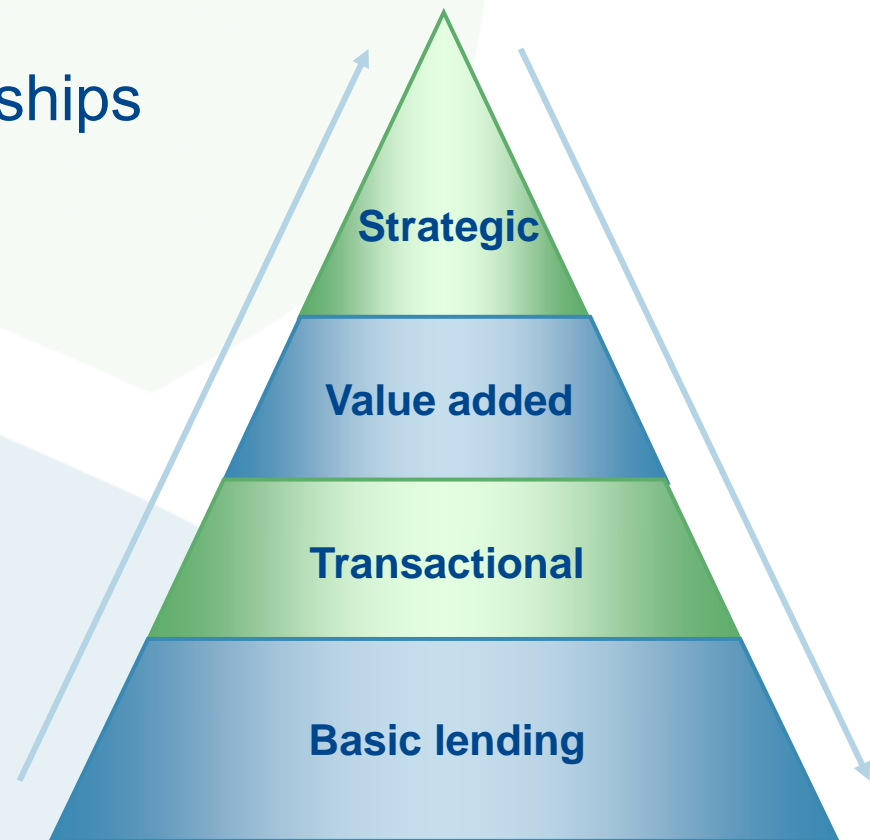 ships
Strategic
Value added
Transactional
Basic lending